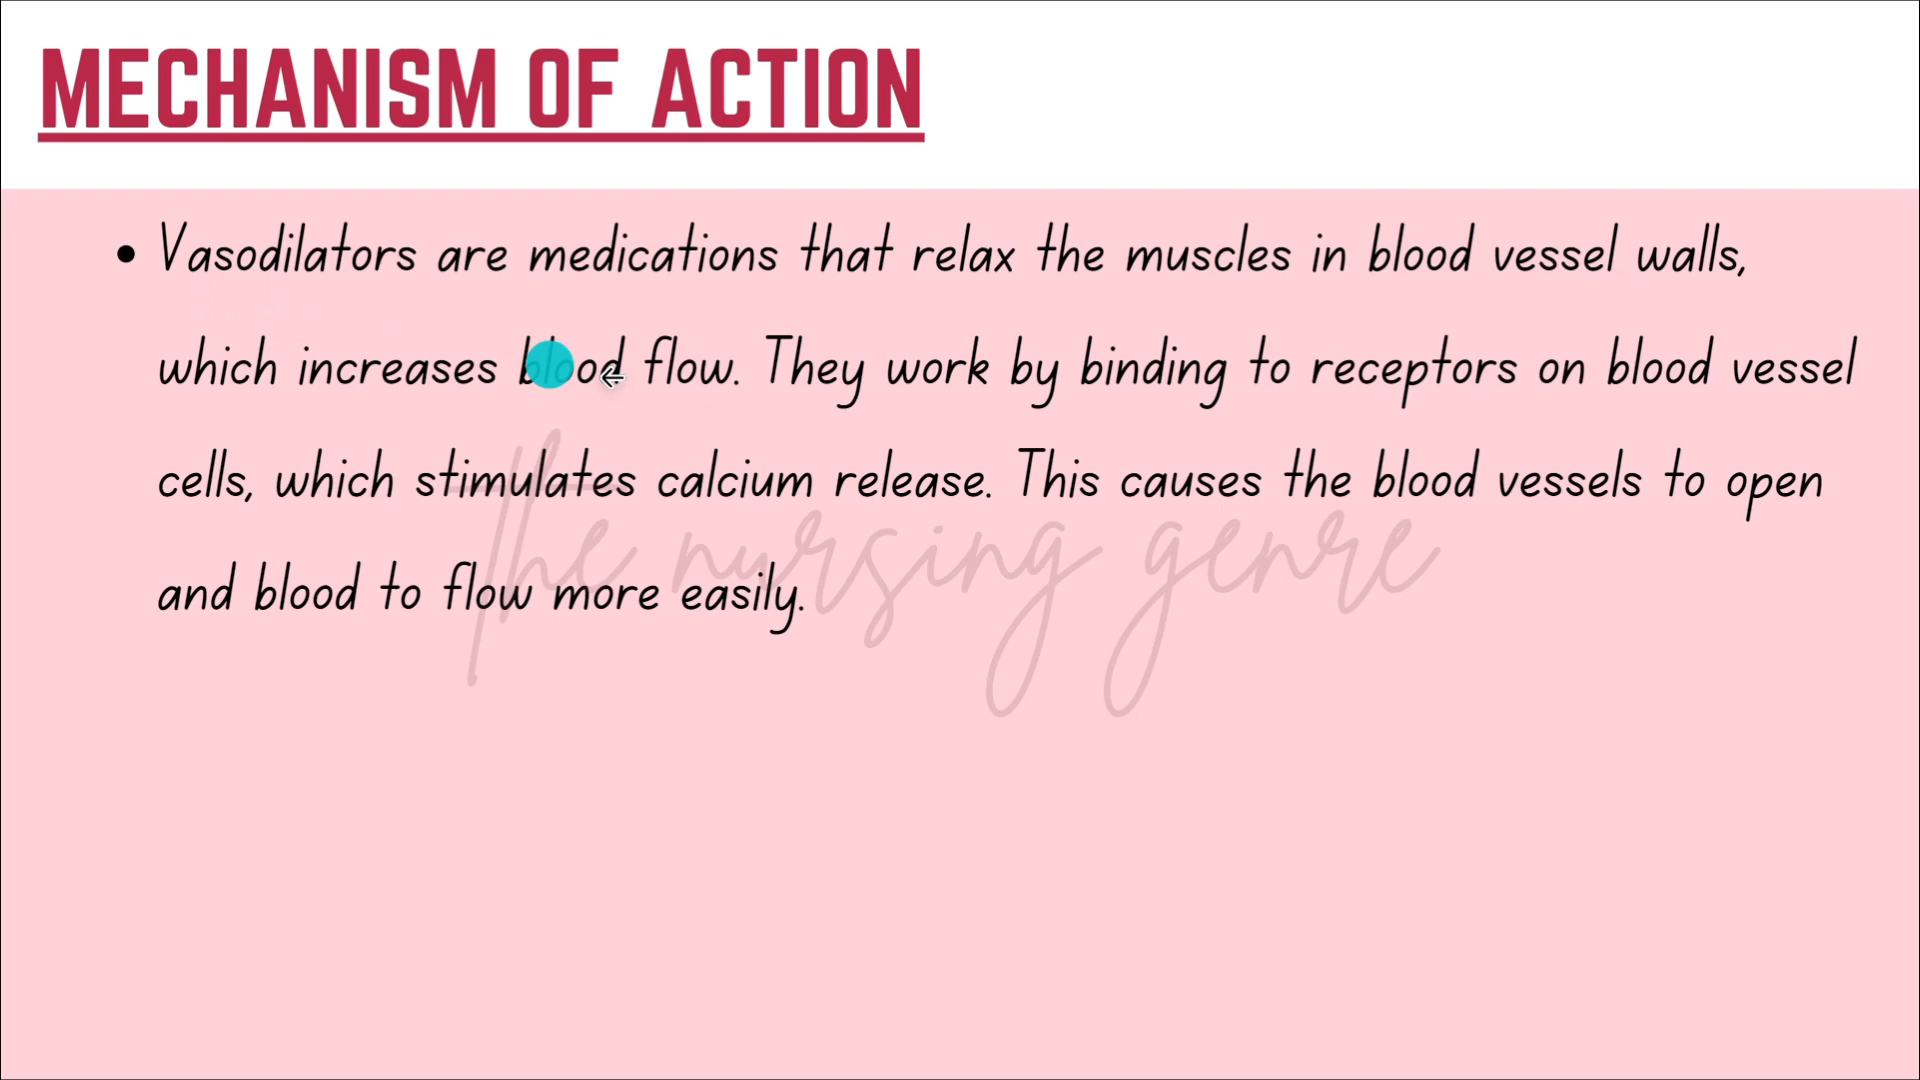 MECHANISM OF ACTION
• Vasodilators are medications that relax the muscles in blood vessel walls,
which increases blood flow. They work by binding to receptors on blood vessel
cells, which stimulates calcium release. This causes the blood vessels to open
and blood to flow more easily.
the nursing genre